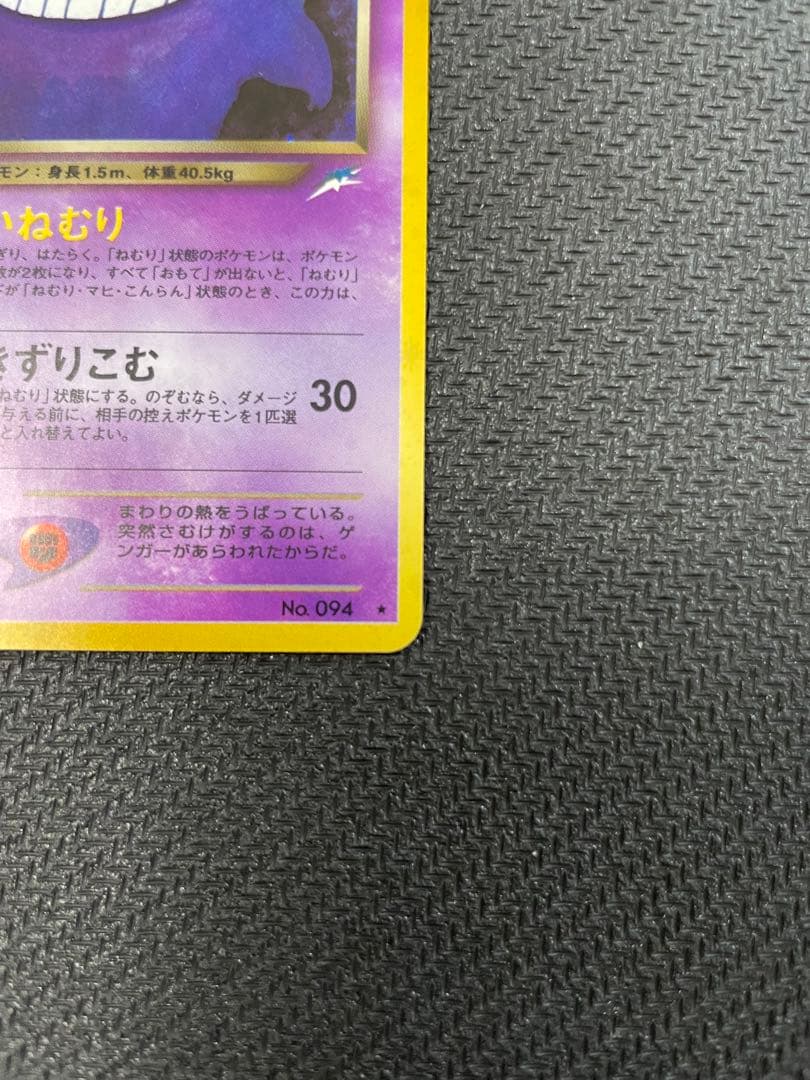 モン：身長1.5m、体重40.5kg
いねむり
ぎり、はたらく。「ねむり」状態のポケモンは、ポケモン
数が2枚になり、すべて「おもて」が出ないと、「ねむり」
ドが「ねむり・マヒ・こんらん」状態のとき、この力は、
きずりこむ
ねむり」状態にする。のぞむなら、ダメージ
与える前に、相手の控えポケモンを1匹選
と入れ替えてよい。
30
まわりの熱をうばっている。
突然さむけがするのは、ゲ
ンガーがあらわれたからだ。
No. 094 ★